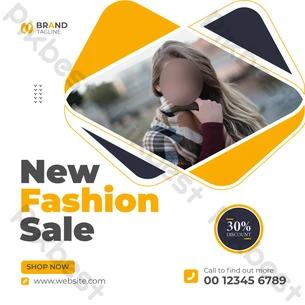 BRAND
TAGLINE
New
Fashion
Sale
30%
DISCOUNT
SHOP NOW
www.website.com
Call to find out more
00 12345 6789
pixbest